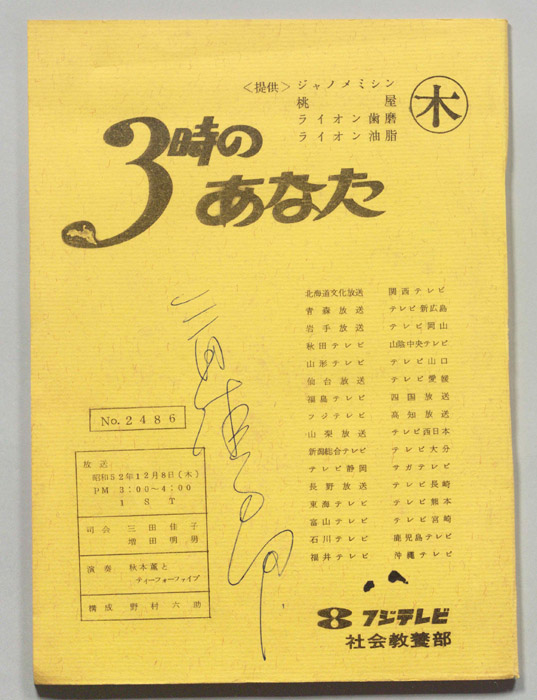 〈提供〉ジャノメミシン
桃屋
ライオン歯磨
ライオン油脂
木
3時の
あなた
北海道文化放送
青森放送
岩手放送
秋田テレビ
山形テレビ
仙台放送
福島テレビ
フジテレビ
山梨放送
新潟総合テレビ
テレビ静岡
長野放送
東海テレビ
富山テレビ
石川テレビ
福井テレビ
関西テレビ
テレビ新広島
テレビ岡山
山陰中央テレビ
テレビ山口
テレビ愛媛
四国放送
高知放送
テレビ西日本
テレビ大分
サガテレビ
テレビ長崎
テレビ熊本
テレビ宮崎
鹿児島テレビ
沖縄テレビ
No.2486
放送
昭和52年12月8日(木)
PM 3:00~4:00
1ST
司会 三田佳子
増田明男
演奏 秋本薫と
ティーフォーファイブ
構成 野村六助
8 フジテレビ
社会教養部